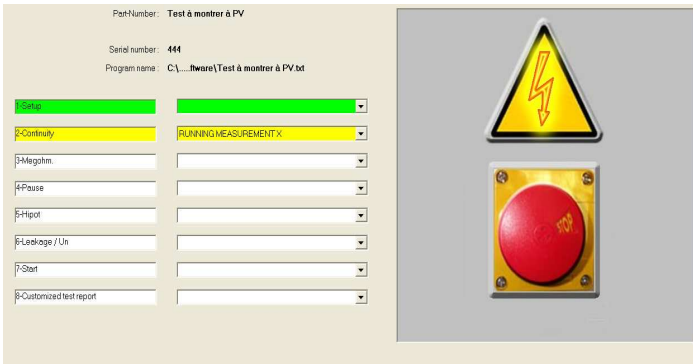 Part-Number : Test à montrer à PV
Serial number : 444
Program name : C:\.....ftware\Test à montrer à PV.txt
1-Setup
2-Continuity RUNNING MEASUREMENT X
3-Megohm.
4-Pause
5-Hipot
6-Leakage / Un
7-Start
8-Customized test report
STOP